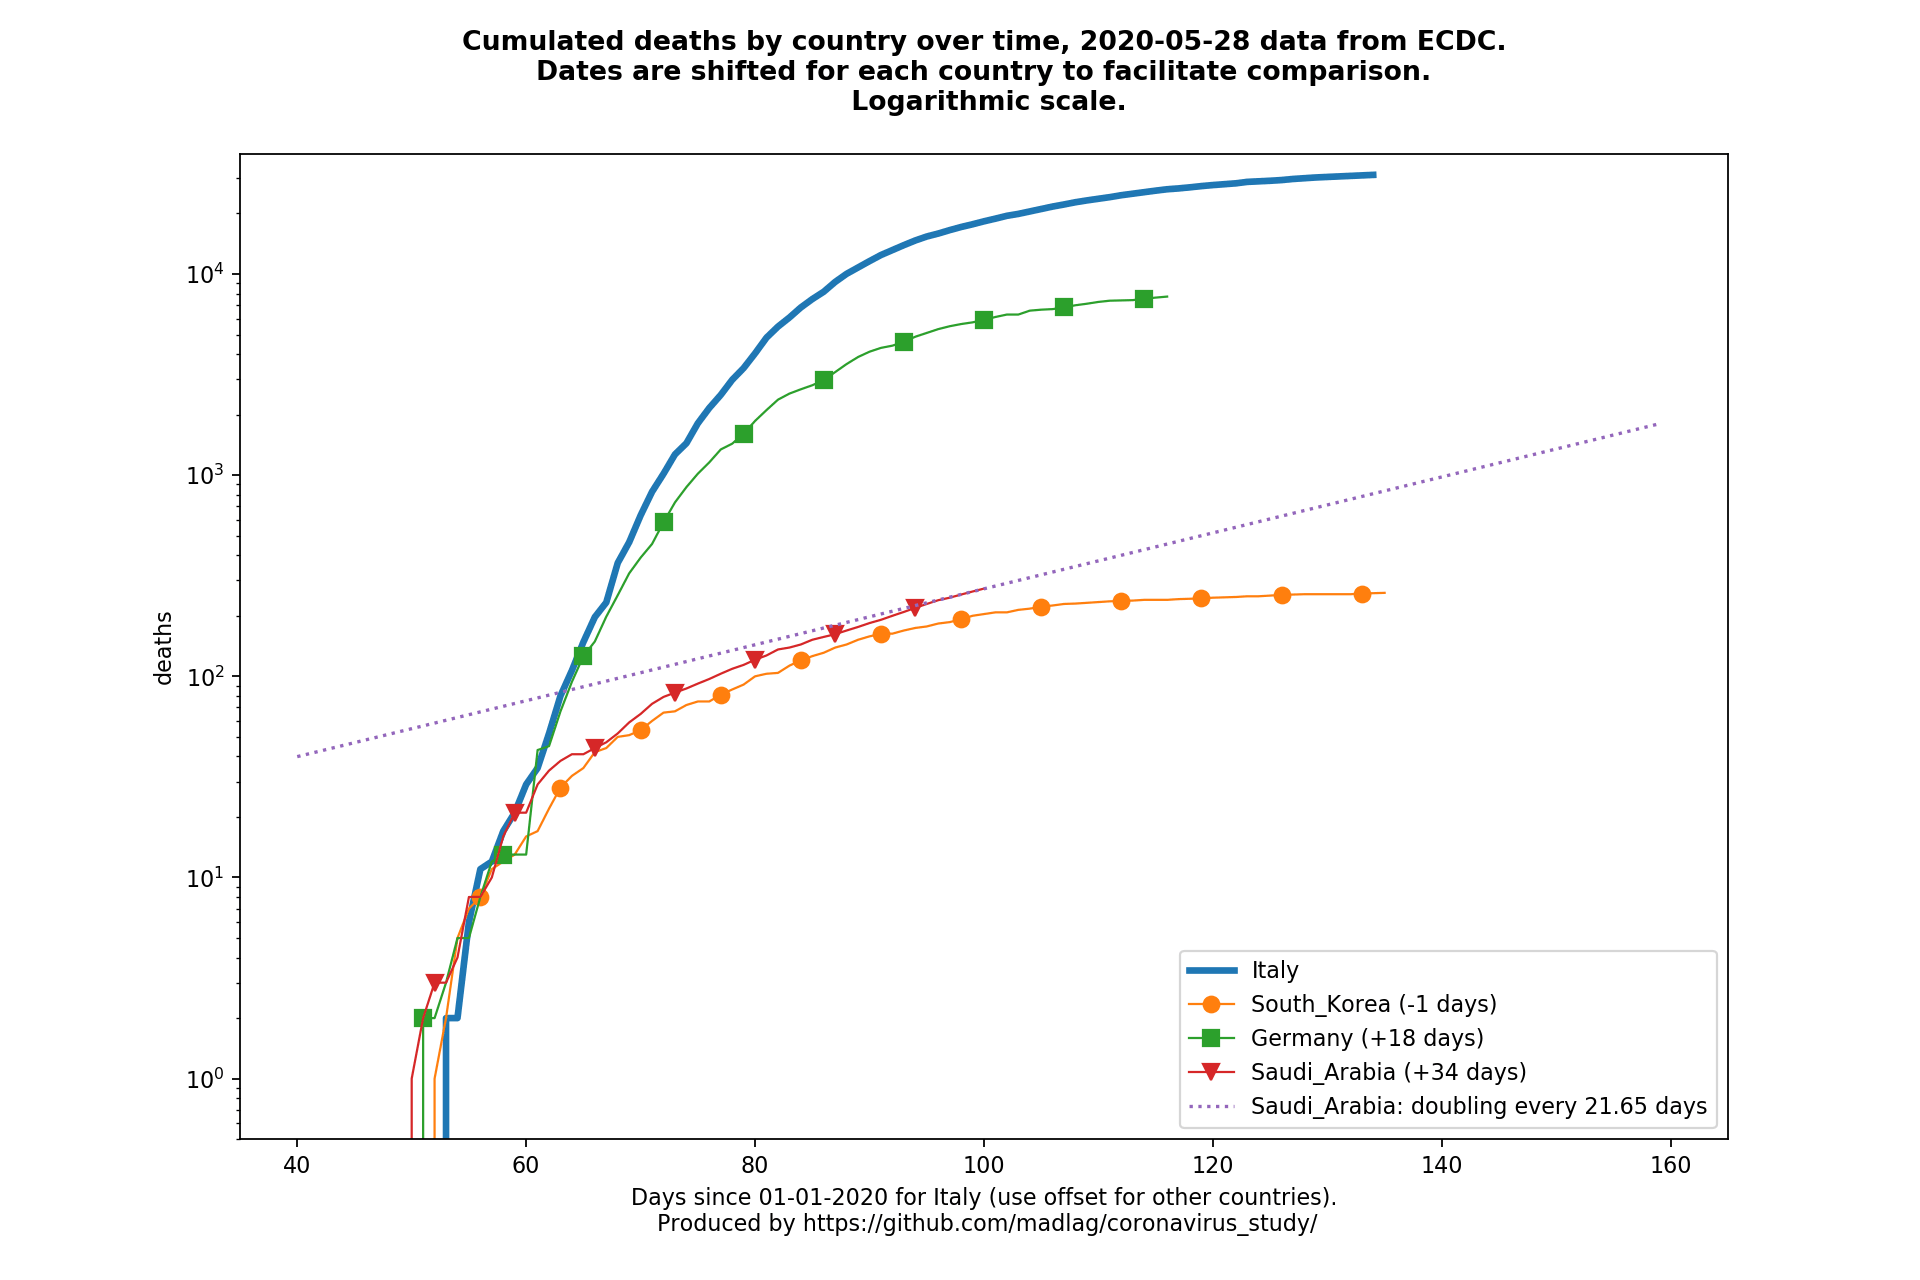 Cumulated deaths by country over time, 2020-05-28 data from ECDC.
Dates are shifted for each country to facilitate comparison.
Logarithmic scale.
deaths
10⁴
10³
10²
10¹
10⁰
40 60 80 100 120 140 160
Italy
South_Korea (-1 days)
Germany (+18 days)
Saudi_Arabia (+34 days)
Saudi_Arabia: doubling every 21.65 days
Days since 01-01-2020 for Italy (use offset for other countries).
Produced by https://github.com/madlag/coronavirus_study/